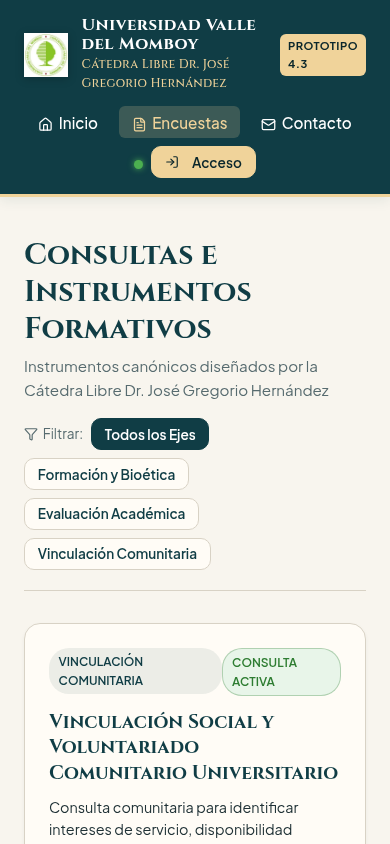 Universidad Valle
del Momboy
Cátedra Libre Dr. José
Gregorio Hernández
PROTOTIPO
4.3
Inicio
Encuestas
Contacto
Acceso
Consultas e
Instrumentos
Formativos
Instrumentos canónicos diseñados por la
Cátedra Libre Dr. José Gregorio Hernández
Filtrar:
Todos los Ejes
Formación y Bioética
Evaluación Académica
Vinculación Comunitaria
VINCULACIÓN
COMUNITARIA
CONSULTA
ACTIVA
Vinculación Social y
Voluntariado
Comunitario Universitario
Consulta comunitaria para identificar
intereses de servicio, disponibilidad